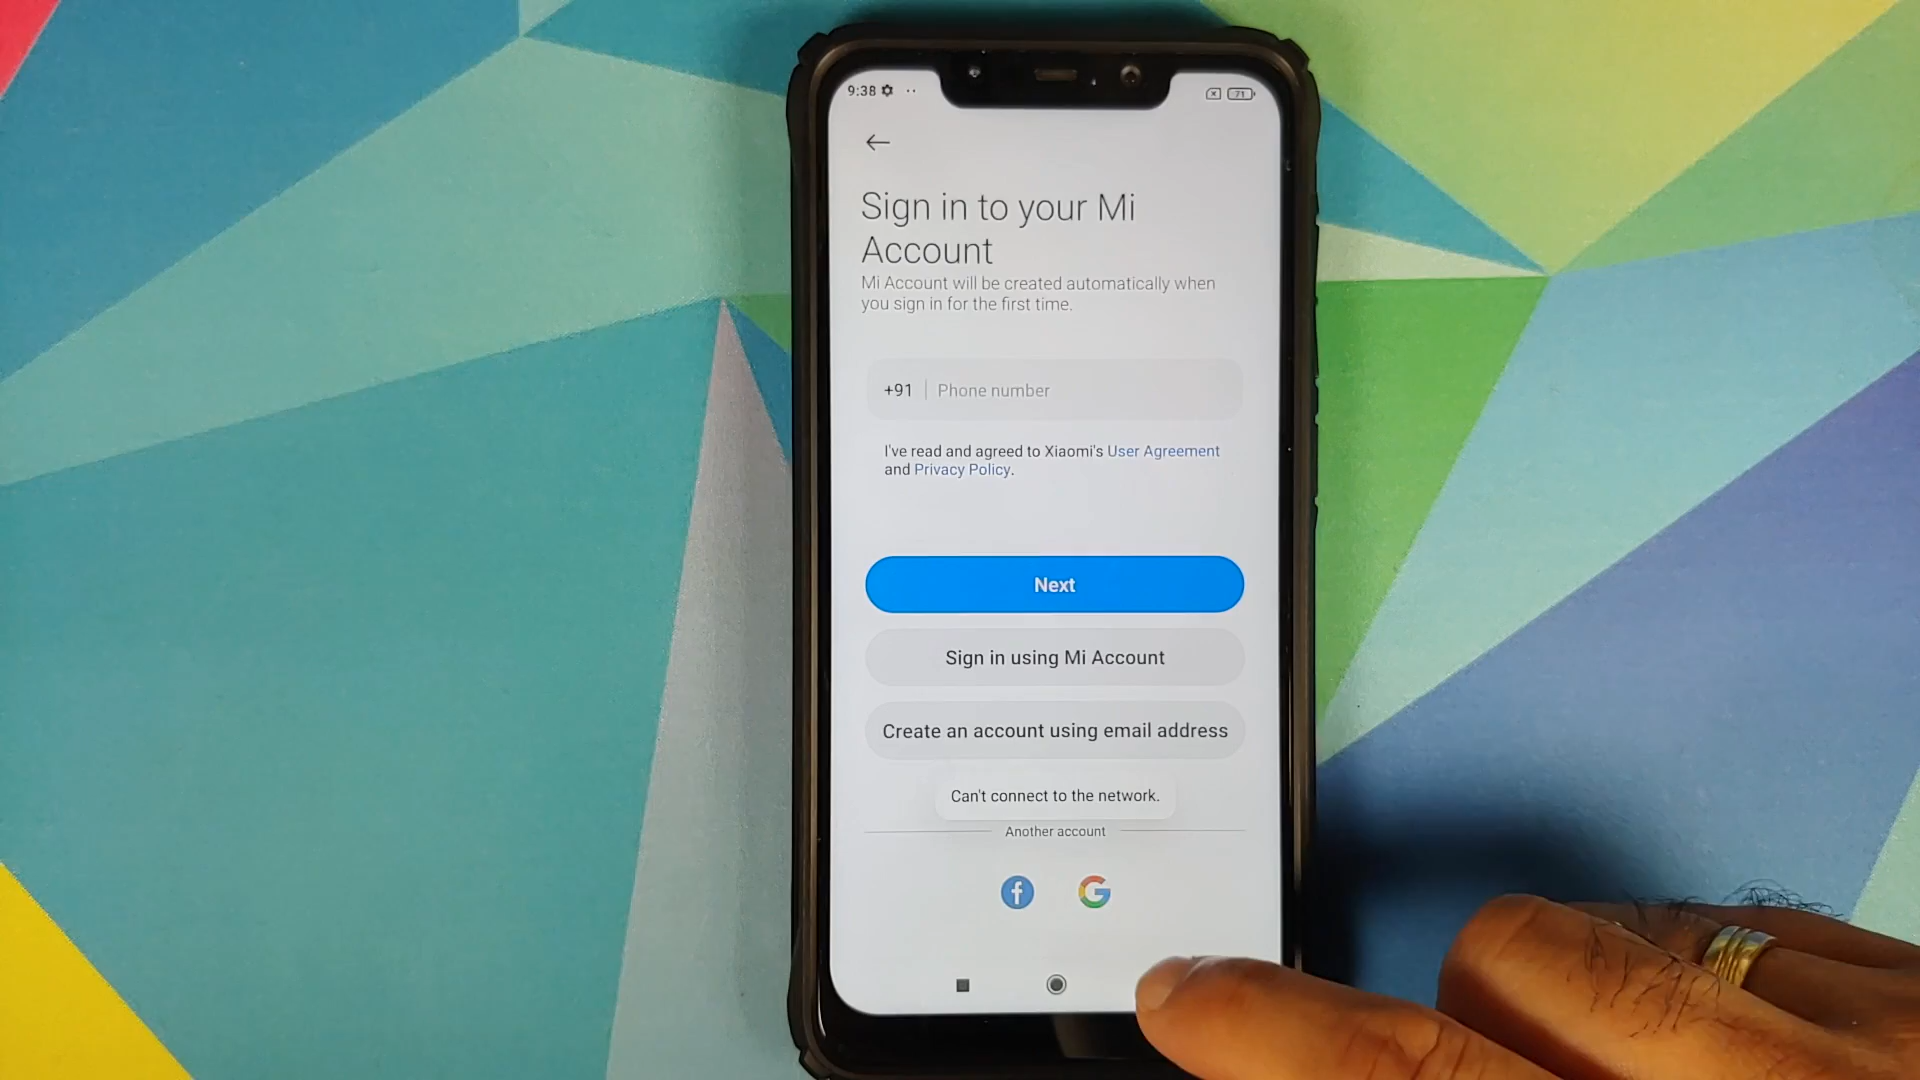 9:38
71
Sign in to your Mi
Account
Mi Account will be created automatically when
you sign in for the first time.
+91 Phone number
I've read and agreed to Xiaomi's User Agreement
and Privacy Policy.
Next
Sign in using Mi Account
Create an account using email address
Can't connect to the network.
Another account